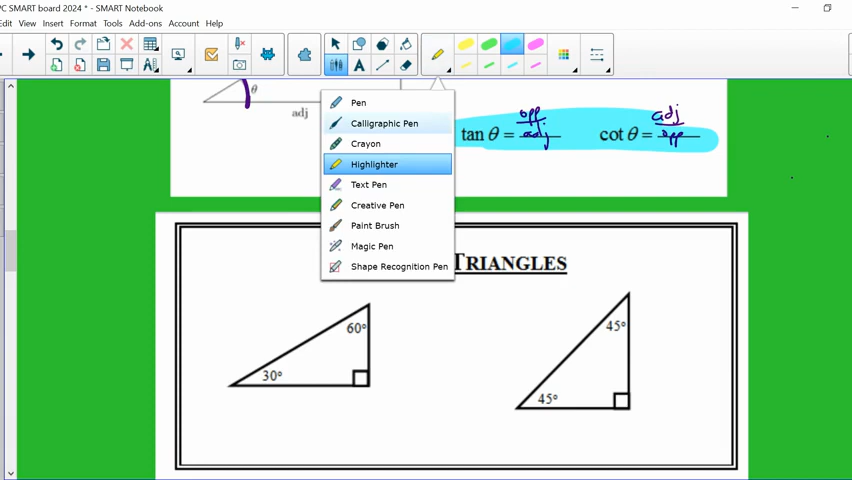 PC SMART board 2024 * - SMART Notebook
Edit View Insert Format Tools Add-ons Account Help
θ
adj
Pen
Calligraphic Pen
Crayon
Highlighter
Text Pen
Creative Pen
Paint Brush
Magic Pen
Shape Recognition Pen
tan θ = opp/adj cot θ = adj/opp
TRIANGLES
60°
30°
45°
45°